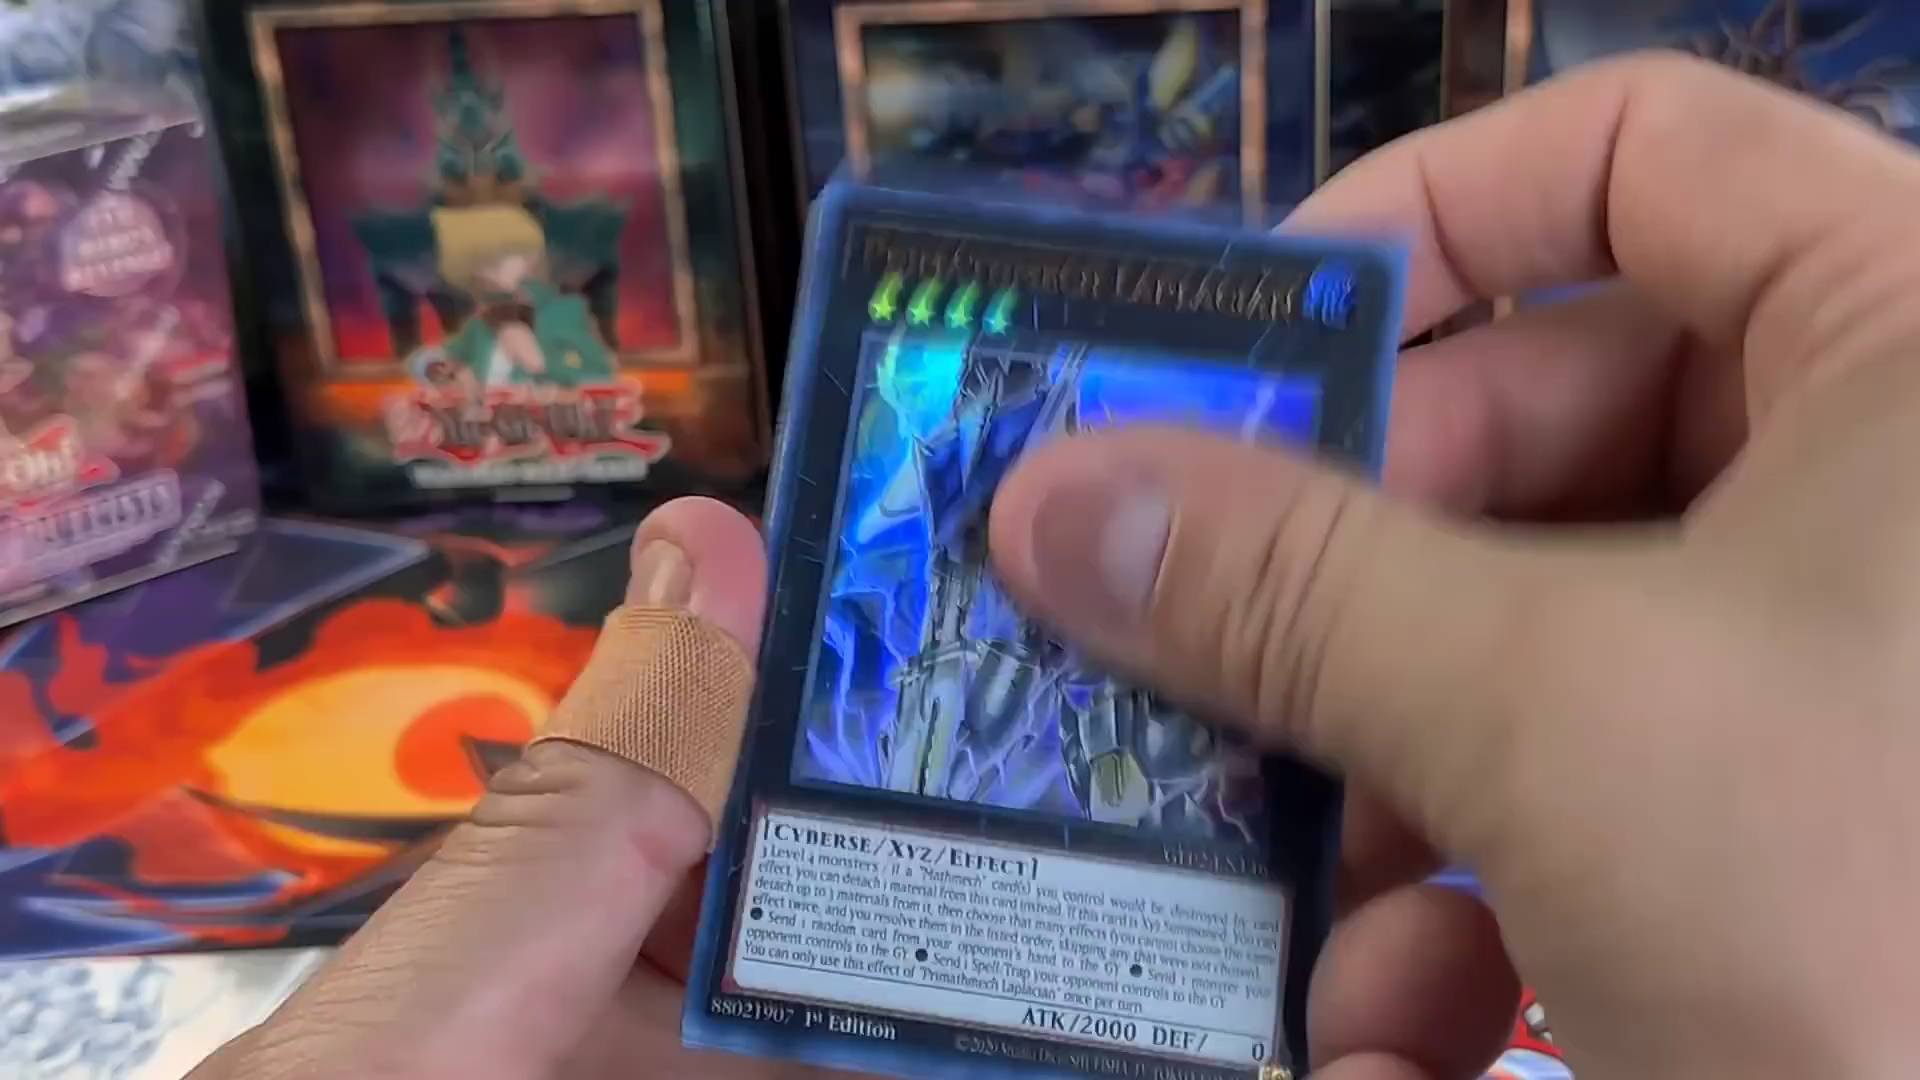 PRIMATHMECH LAPLACIAN
Oh!
DUELISTS
[CYBERSE/XYZ/EFFECT]
3 Level 4 monsters / If a "Mathmech" card(s) you control would be destroyed by card
effect, you can detach 1 material from this card instead. If this card is Xyz Summoned: You can
detach up to 3 materials from it, then choose that many effects (you cannot choose the same
effect twice, and you resolve them in the listed order, skipping any that were not chosen);
● Send 1 random card from your opponent's hand to the GY. ● Send 1 monster your
opponent controls to the GY. ● Send 1 Spell/Trap your opponent controls to the GY.
You can only use this effect of "Primathmech Laplacian" once per turn.
ATK/2000 DEF/ 0
88021907 1st Edition